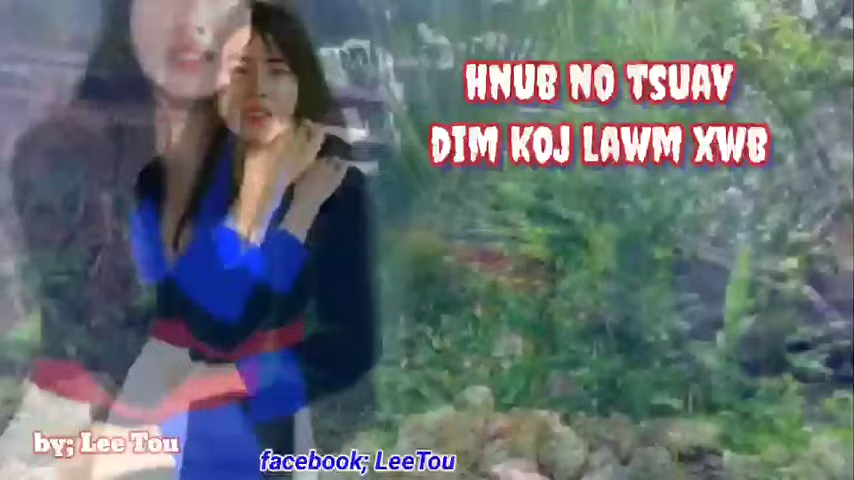 HNUB NO TSUAV
DIM KOJ LAWM XWB
by; Lee Tou
facebook; LeeTou